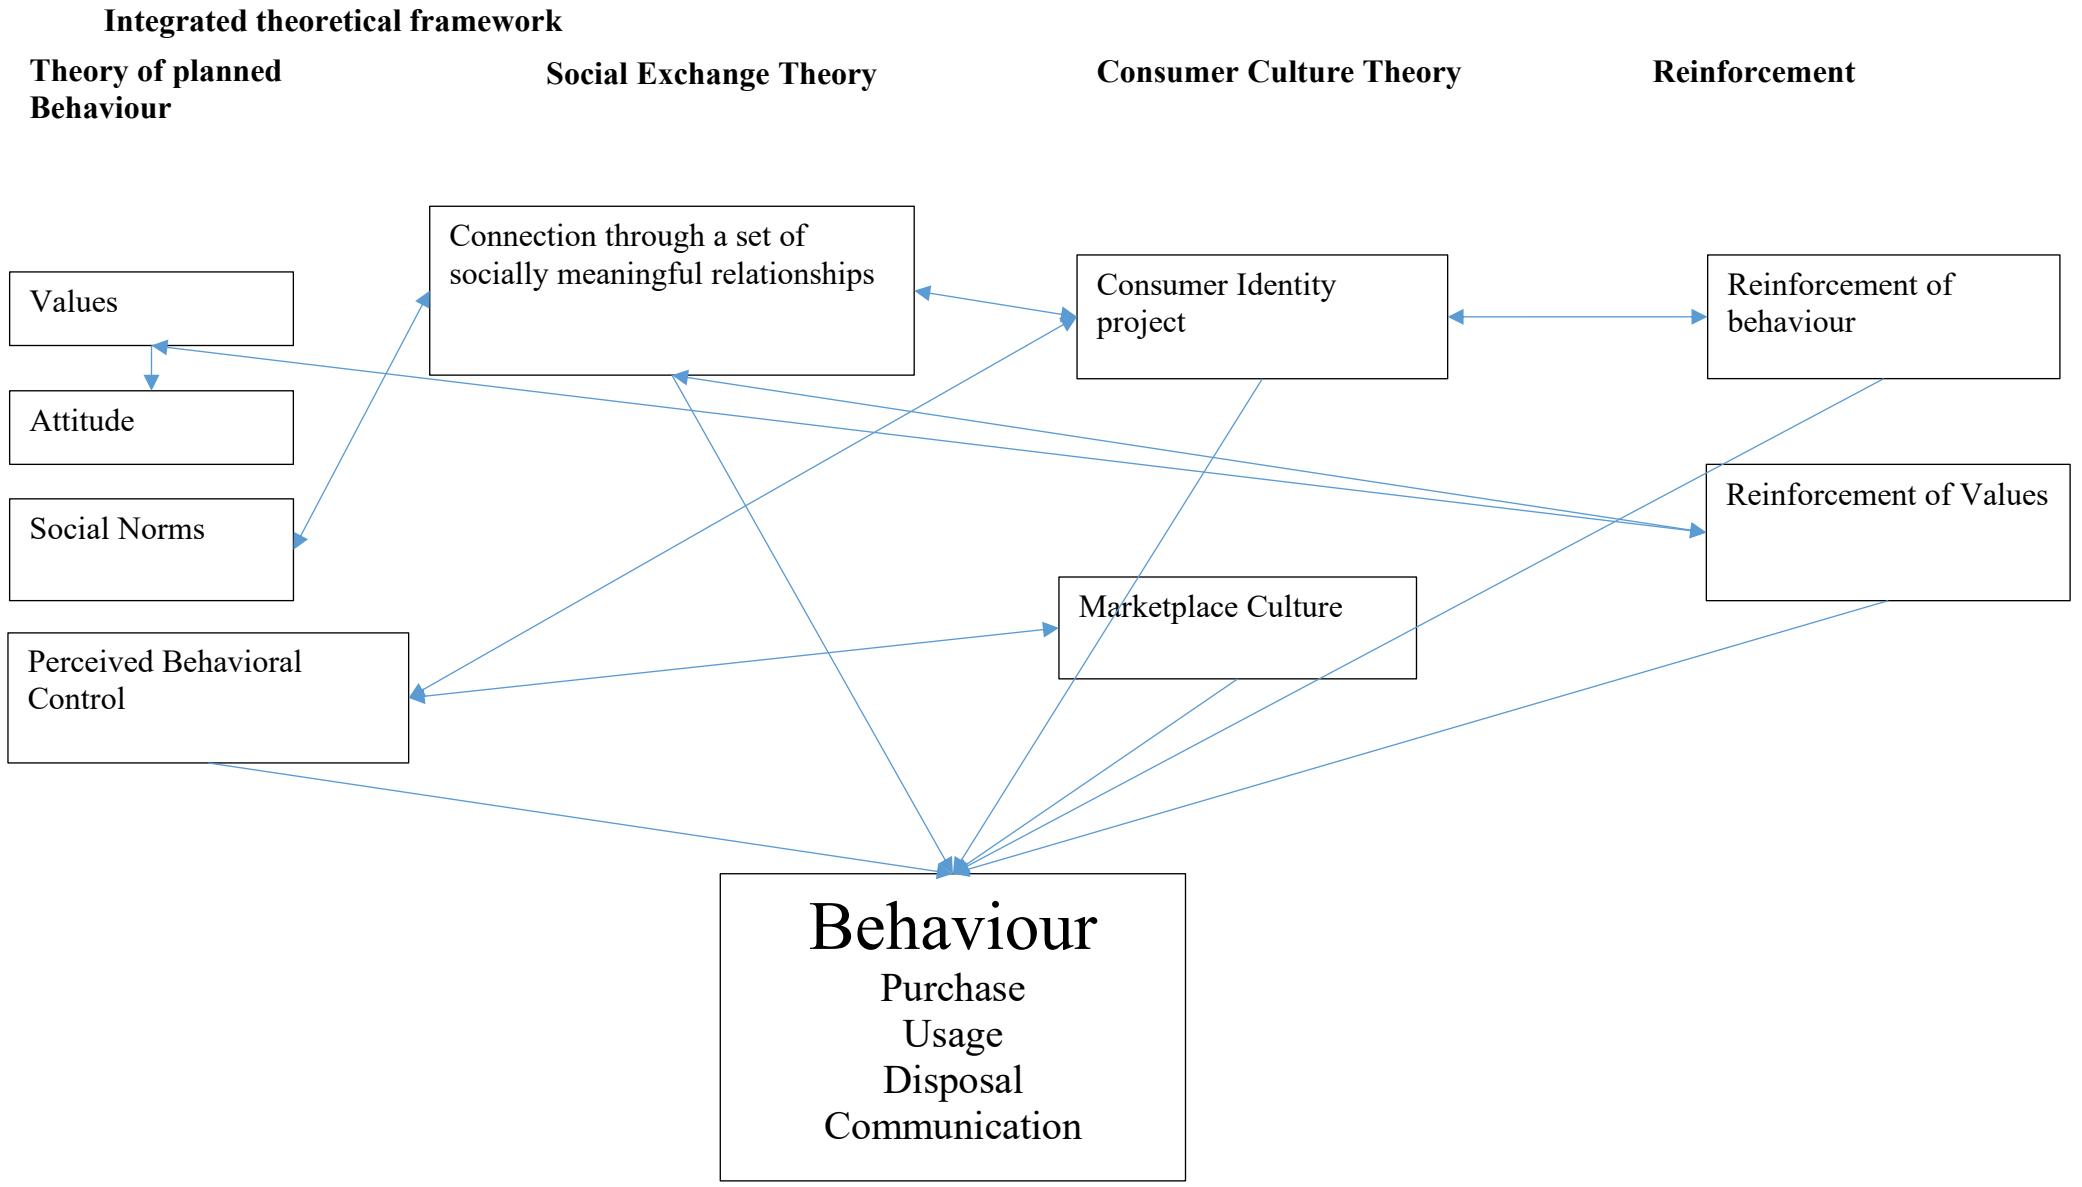 Integrated theoretical framework
Theory of planned
Behaviour
Social Exchange Theory
Consumer Culture Theory
Reinforcement
Values
Attitude
Social Norms
Perceived Behavioral
Control
Connection through a set of
socially meaningful relationships
Consumer Identity
project
Marketplace Culture
Reinforcement of
behaviour
Reinforcement of Values
Behaviour
Purchase
Usage
Disposal
Communication